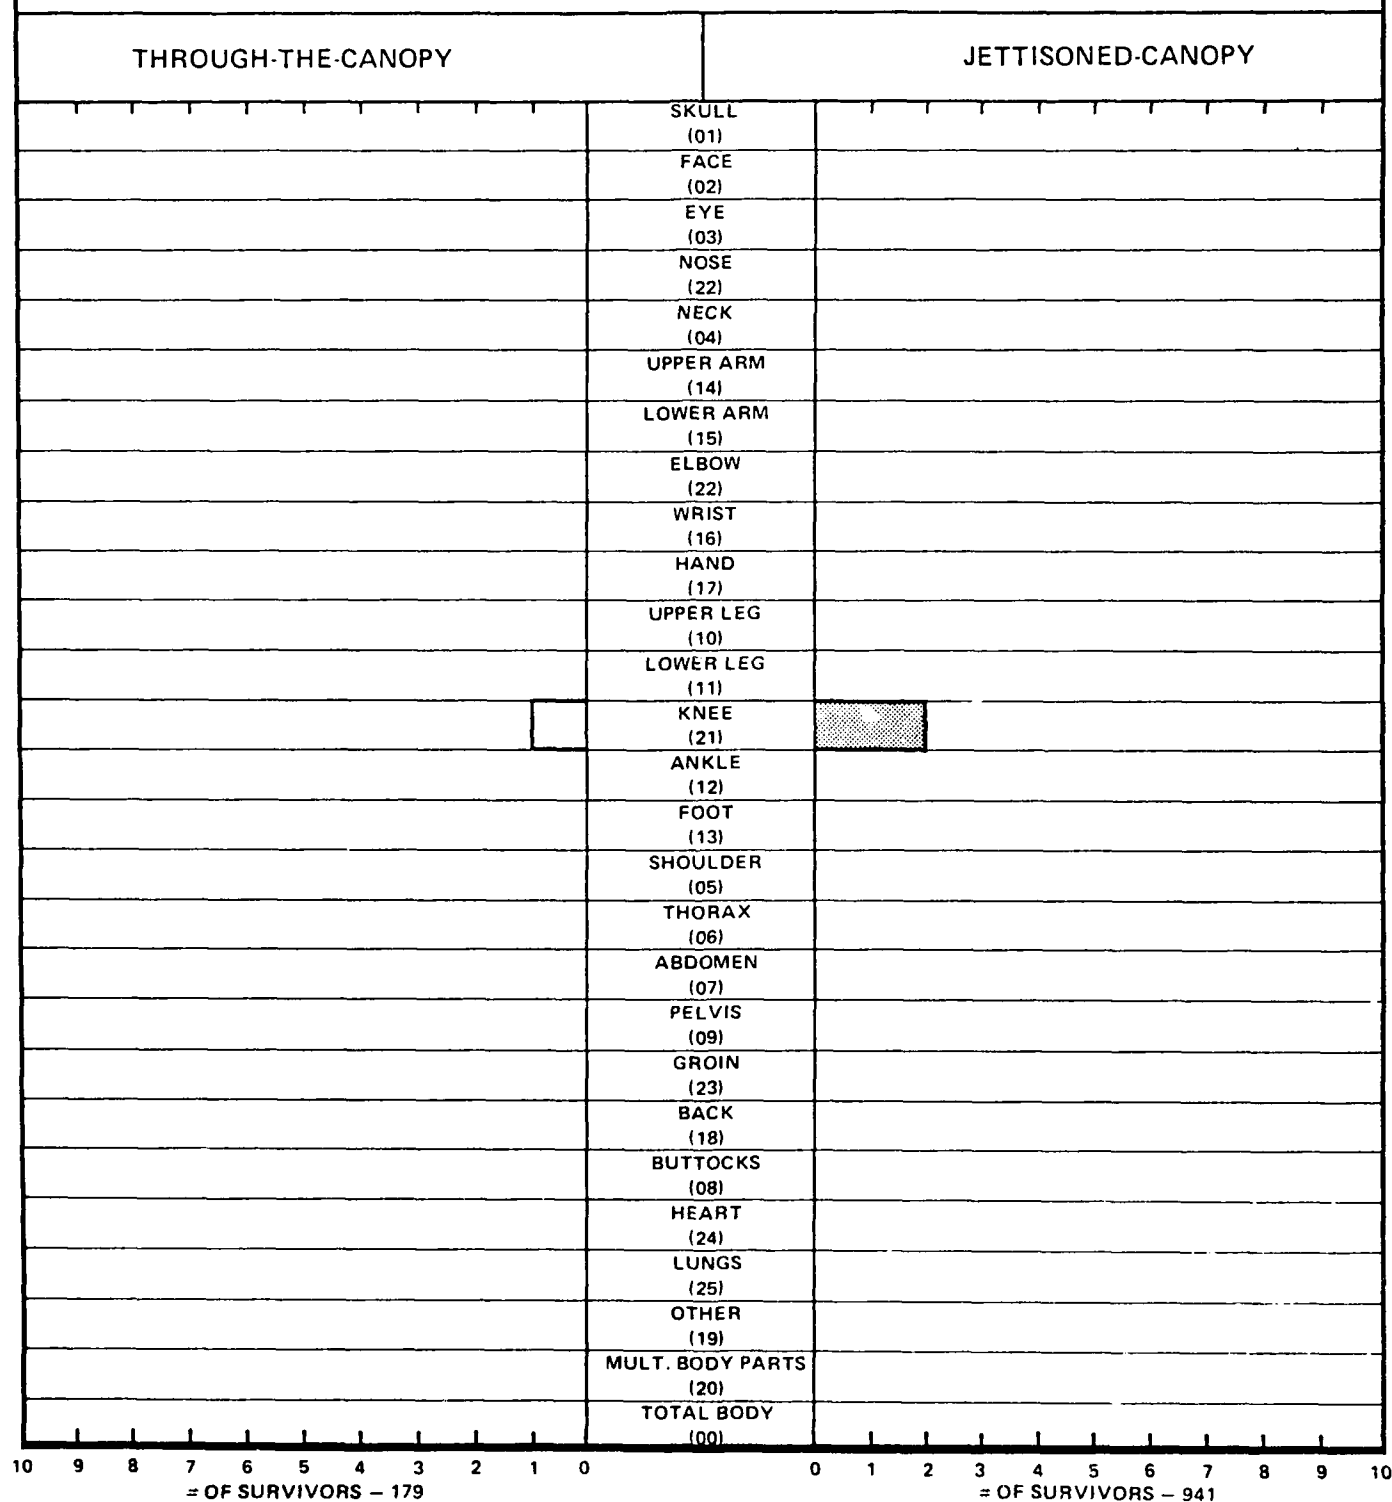 THROUGH-THE-CANOPY
JETTISONED-CANOPY
SKULL
(01)
FACE
(02)
EYE
(03)
NOSE
(22)
NECK
(04)
UPPER ARM
(14)
LOWER ARM
(15)
ELBOW
(22)
WRIST
(16)
HAND
(17)
UPPER LEG
(10)
LOWER LEG
(11)
KNEE
(21)
ANKLE
(12)
FOOT
(13)
SHOULDER
(05)
THORAX
(06)
ABDOMEN
(07)
PELVIS
(09)
GROIN
(23)
BACK
(18)
BUTTOCKS
(08)
HEART
(24)
LUNGS
(25)
OTHER
(19)
MULT. BODY PARTS
(20)
TOTAL BODY
(00)
10 9 8 7 6 5 4 3 2 1 0
0 1 2 3 4 5 6 7 8 9 10
= OF SURVIVORS – 179
= OF SURVIVORS – 941